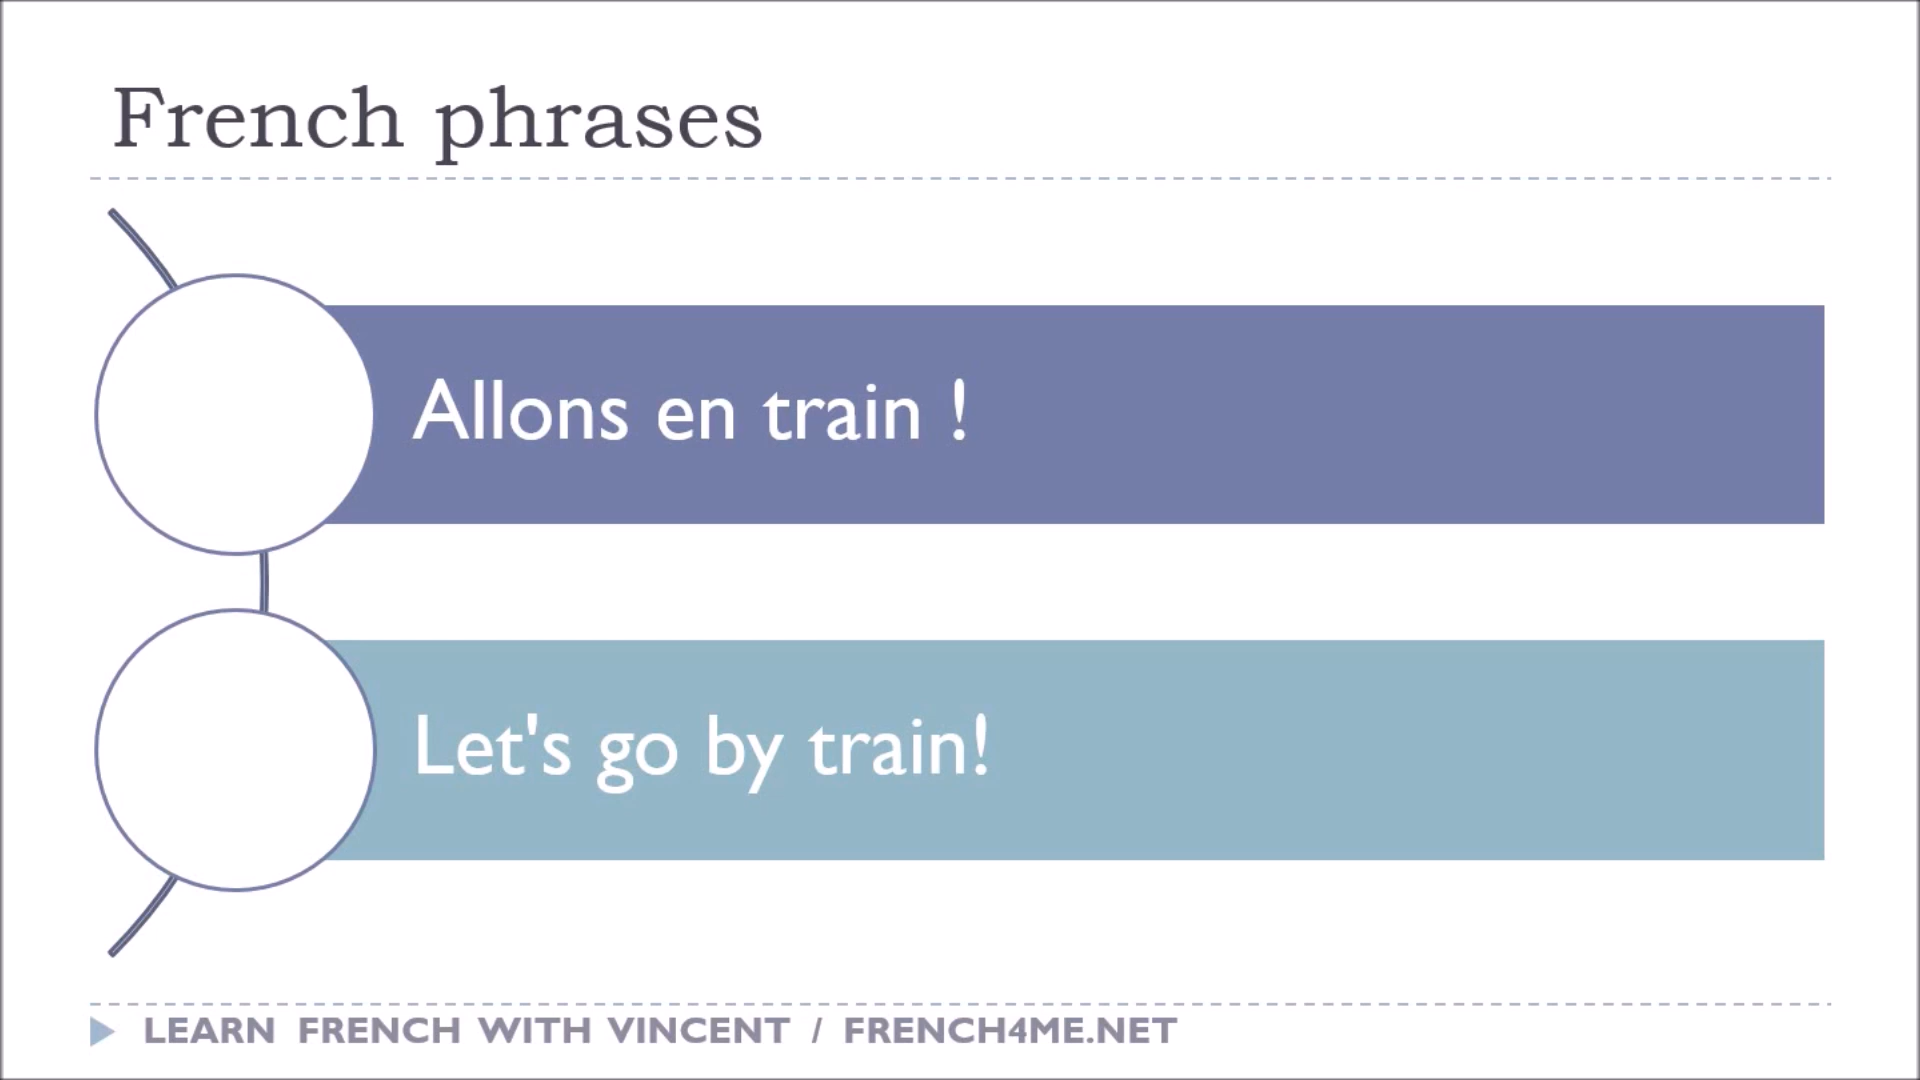 French phrases
Allons en train !
Let's go by train!
LEARN FRENCH WITH VINCENT / FRENCH4ME.NET